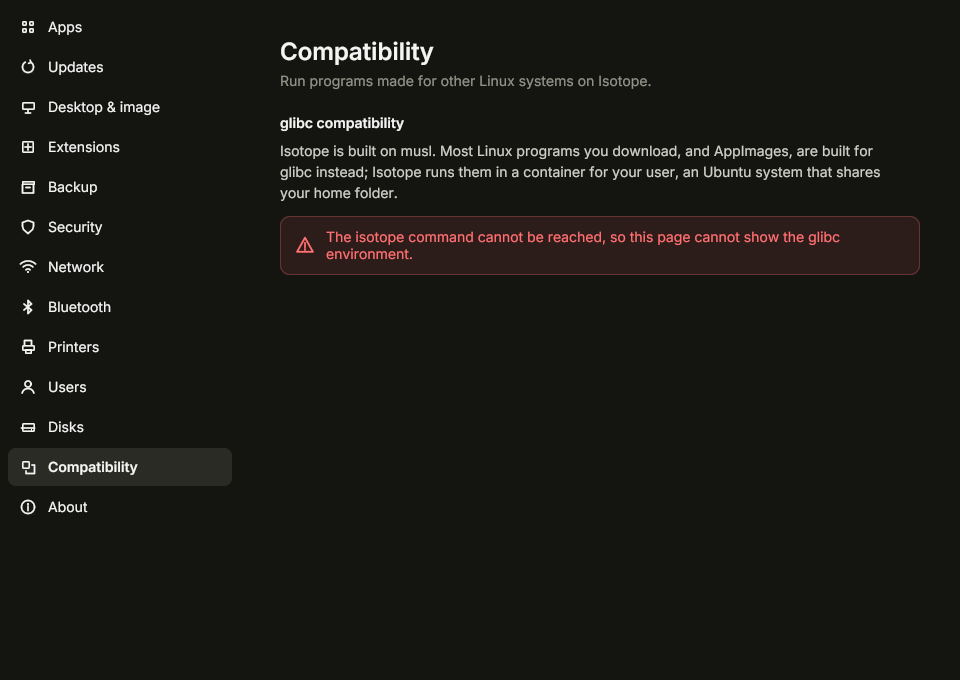 Apps
Updates
Desktop & image
Extensions
Backup
Security
Network
Bluetooth
Printers
Users
Disks
Compatibility
About
Compatibility
Run programs made for other Linux systems on Isotope.
glibc compatibility
Isotope is built on musl. Most Linux programs you download, and AppImages, are built for
glibc instead; Isotope runs them in a container for your user, an Ubuntu system that shares
your home folder.
The isotope command cannot be reached, so this page cannot show the glibc
environment.